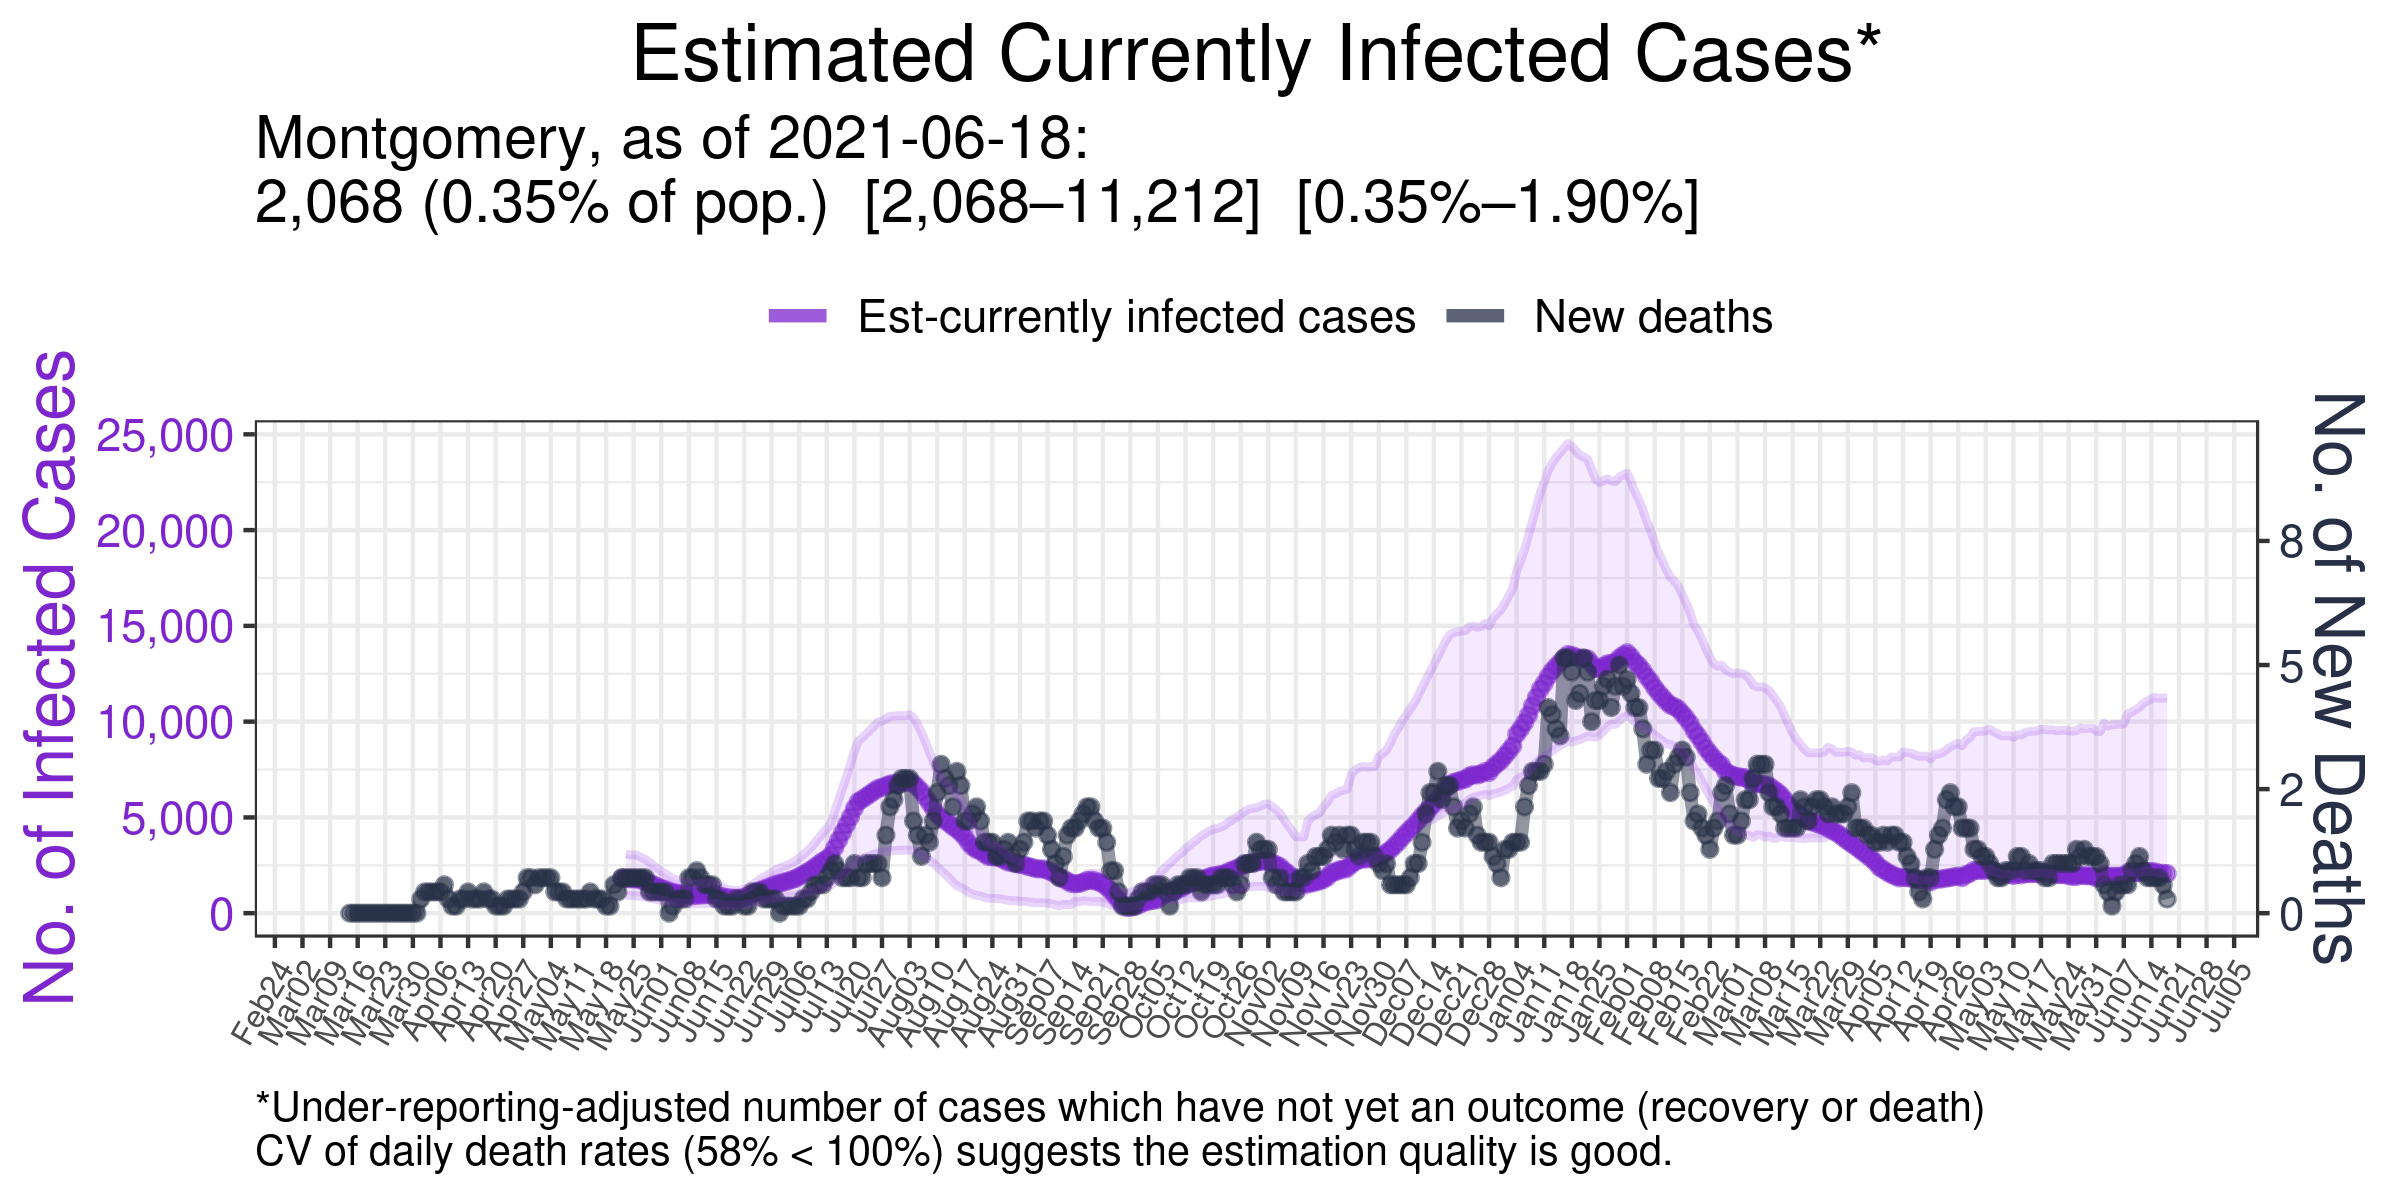 Estimated Currently Infected Cases*
Montgomery, as of 2021-06-18:
2,068 (0.35% of pop.) [2,068–11,212] [0.35%–1.90%]
Est-currently infected cases New deaths
No. of Infected Cases
25,000
20,000
15,000
10,000
5,000
0
No. of New Deaths
8
5
2
0
Feb24 Mar02 Mar09 Mar16 Mar23 Mar30 Apr06 Apr13 Apr20 Apr27 May04 May11 May18 May25 Jun01 Jun08 Jun15 Jun22 Jun29 Jul06 Jul13 Jul20 Jul27 Aug03 Aug10 Aug17 Aug24 Aug31 Sep07 Sep14 Sep21 Sep28 Oct05 Oct12 Oct19 Oct26 Nov02 Nov09 Nov16 Nov23 Nov30 Dec07 Dec14 Dec21 Dec28 Jan04 Jan11 Jan18 Jan25 Feb01 Feb08 Feb15 Feb22 Mar01 Mar08 Mar15 Mar22 Mar29 Apr05 Apr12 Apr19 Apr26 May03 May10 May17 May24 May31 Jun07 Jun14 Jun21 Jun28 Jul05
*Under-reporting-adjusted number of cases which have not yet an outcome (recovery or death)
CV of daily death rates (58% < 100%) suggests the estimation quality is good.